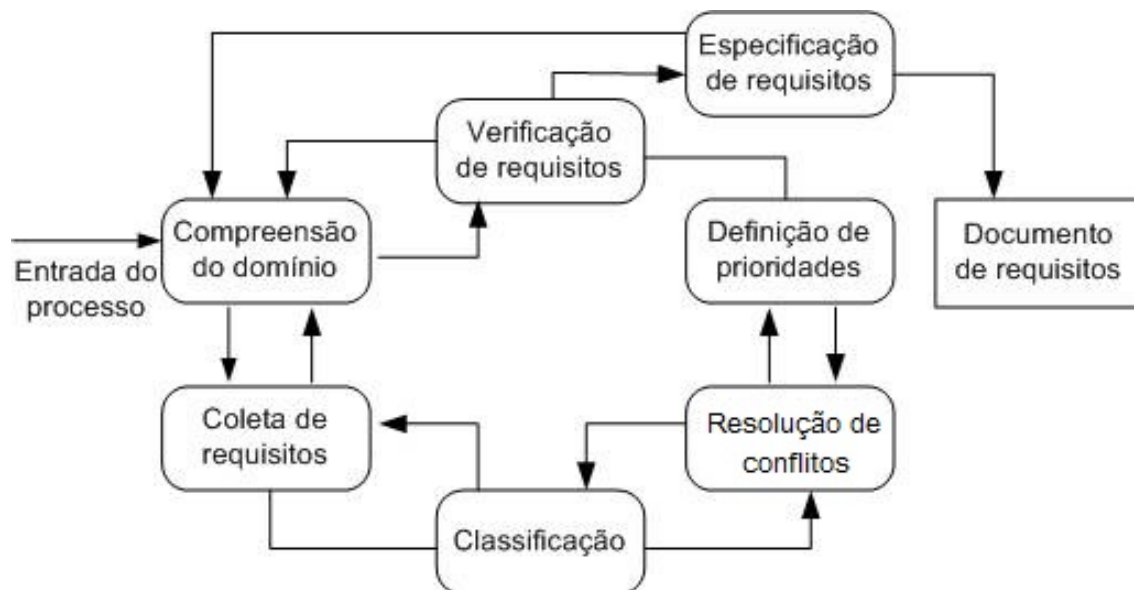 Especificação
de requisitos
Verificação
de requisitos
Compreensão
do domínio
Definição de
prioridades
Documento
de requisitos
Entrada do
processo
Coleta de
requisitos
Resolução de
conflitos
Classificação